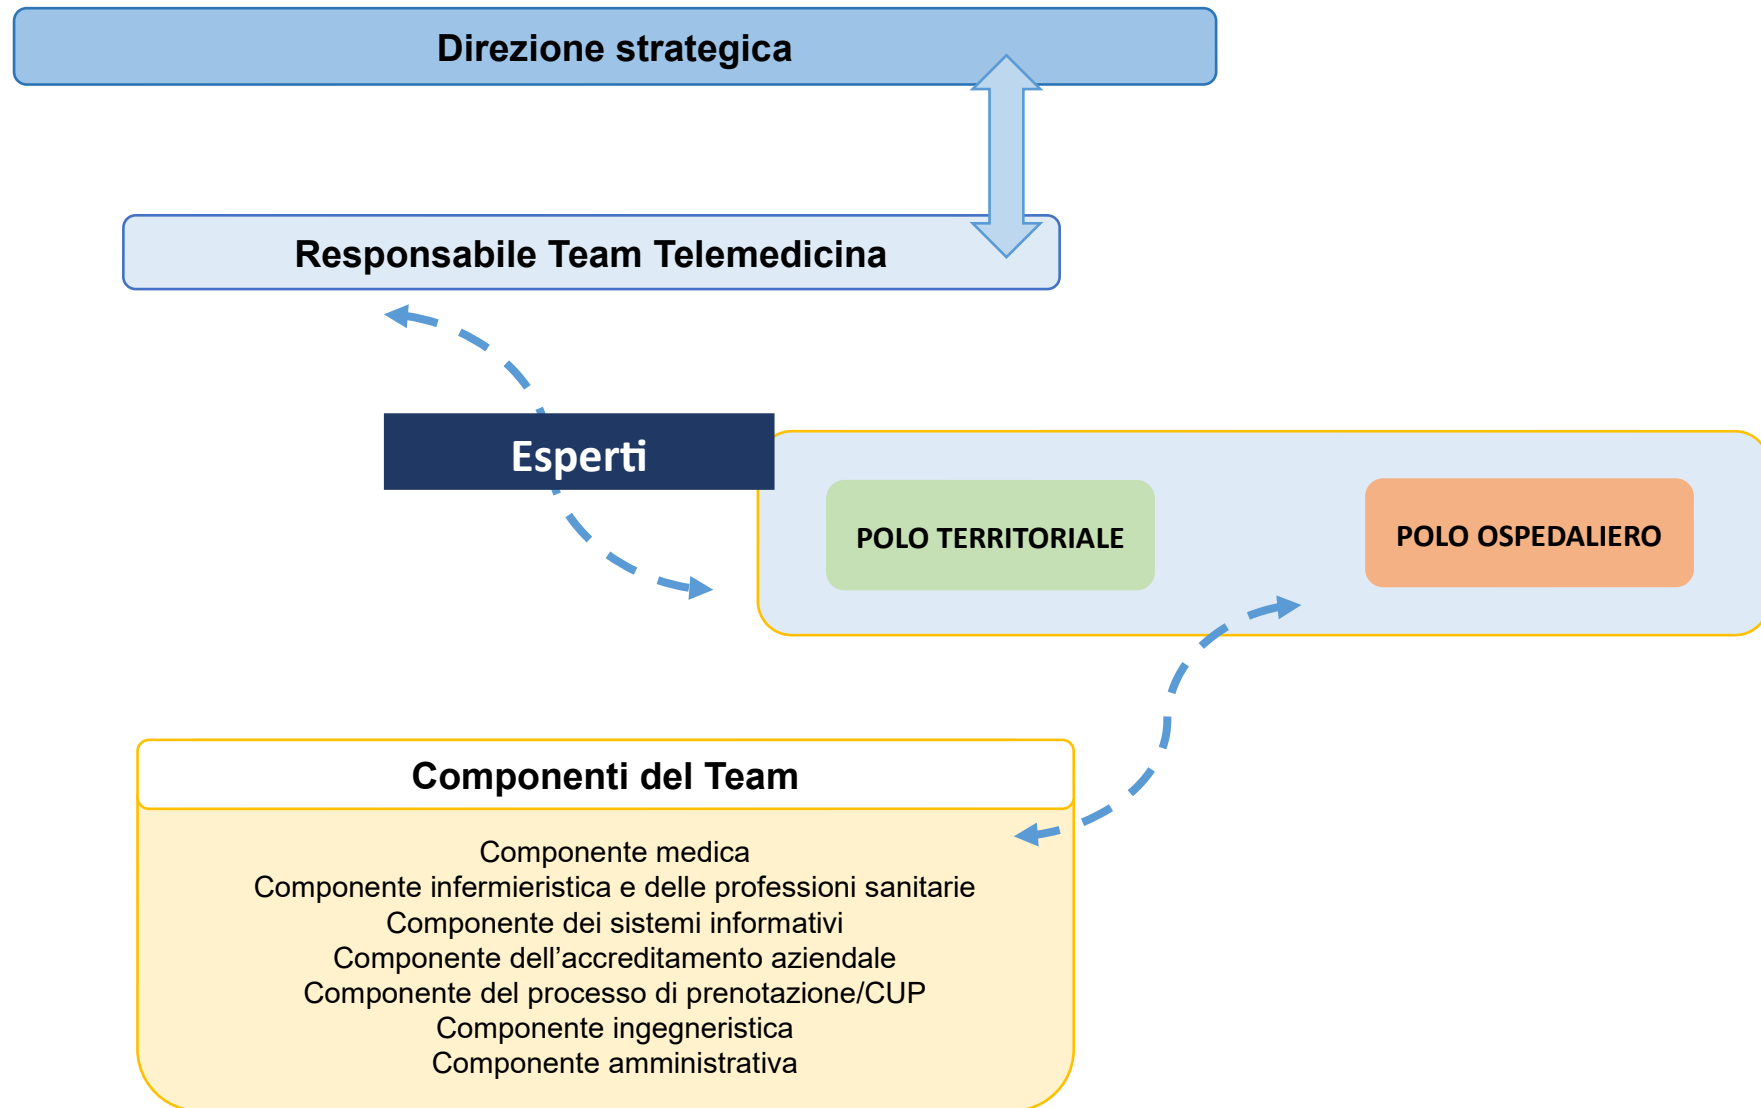 Direzione strategica
Responsabile Team Telemedicina
Esperti
POLO TERRITORIALE
POLO OSPEDALIERO
Componenti del Team
Componente medica
Componente infermieristica e delle professioni sanitarie
Componente dei sistemi informativi
Componente dell’accreditamento aziendale
Componente del processo di prenotazione/CUP
Componente ingegneristica
Componente amministrativa